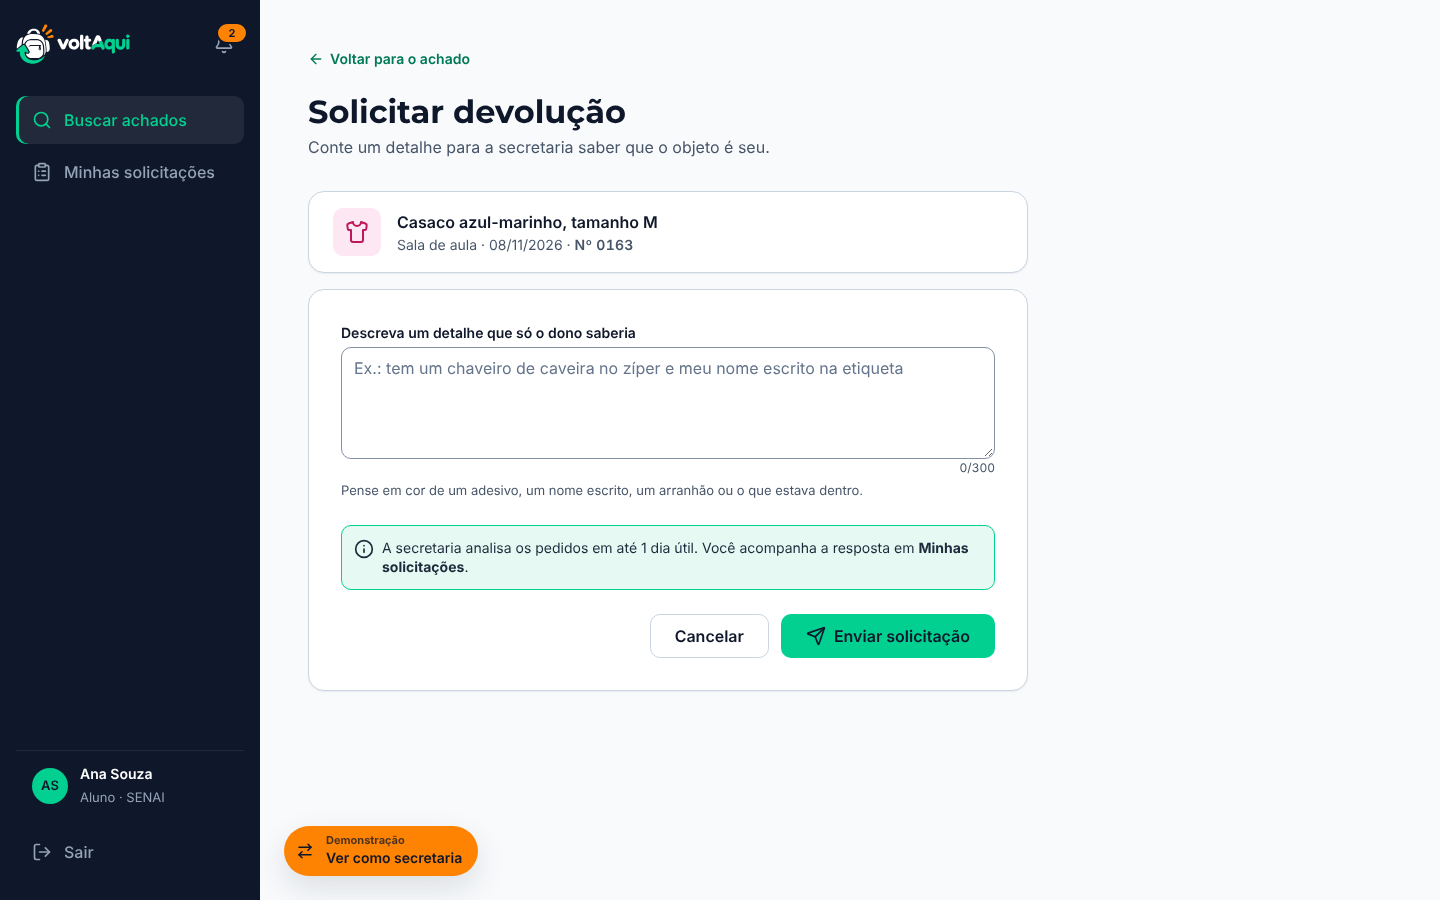 voltAqui
2
Buscar achados
Minhas solicitações
Ana Souza
AS
Aluno · SENAI
Sair
Voltar para o achado
Solicitar devolução
Conte um detalhe para a secretaria saber que o objeto é seu.
Casaco azul-marinho, tamanho M
Sala de aula · 08/11/2026 · Nº 0163
Descreva um detalhe que só o dono saberia
Ex.: tem um chaveiro de caveira no zíper e meu nome escrito na etiqueta
0/300
Pense em cor de um adesivo, um nome escrito, um arranhão ou o que estava dentro.
A secretaria analisa os pedidos em até 1 dia útil. Você acompanha a resposta em Minhas
solicitações.
Cancelar
Enviar solicitação
Demonstração
Ver como secretaria